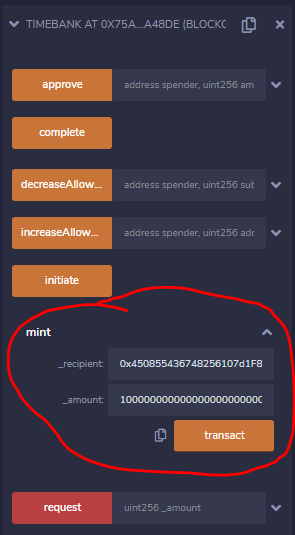 TIMEBANK AT 0X75A...A48DE (BLOCKC
approve address spender, uint256 am
complete
decreaseAllow... address spender, uint256 sub
increaseAllow... address spender, uint256 adc
initiate
mint
_recipient: 0x450855436748256107d1F8
_amount: 1000000000000000000000000
transact
request uint256 _amount